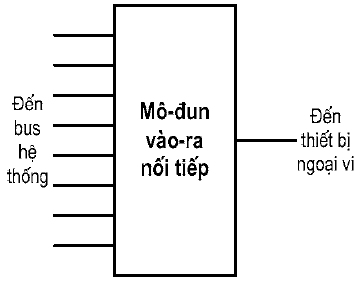 Đến
bus
hệ
thống
Mô-đun
vào-ra
nối tiếp
Đến
thiết bị
ngoại vi